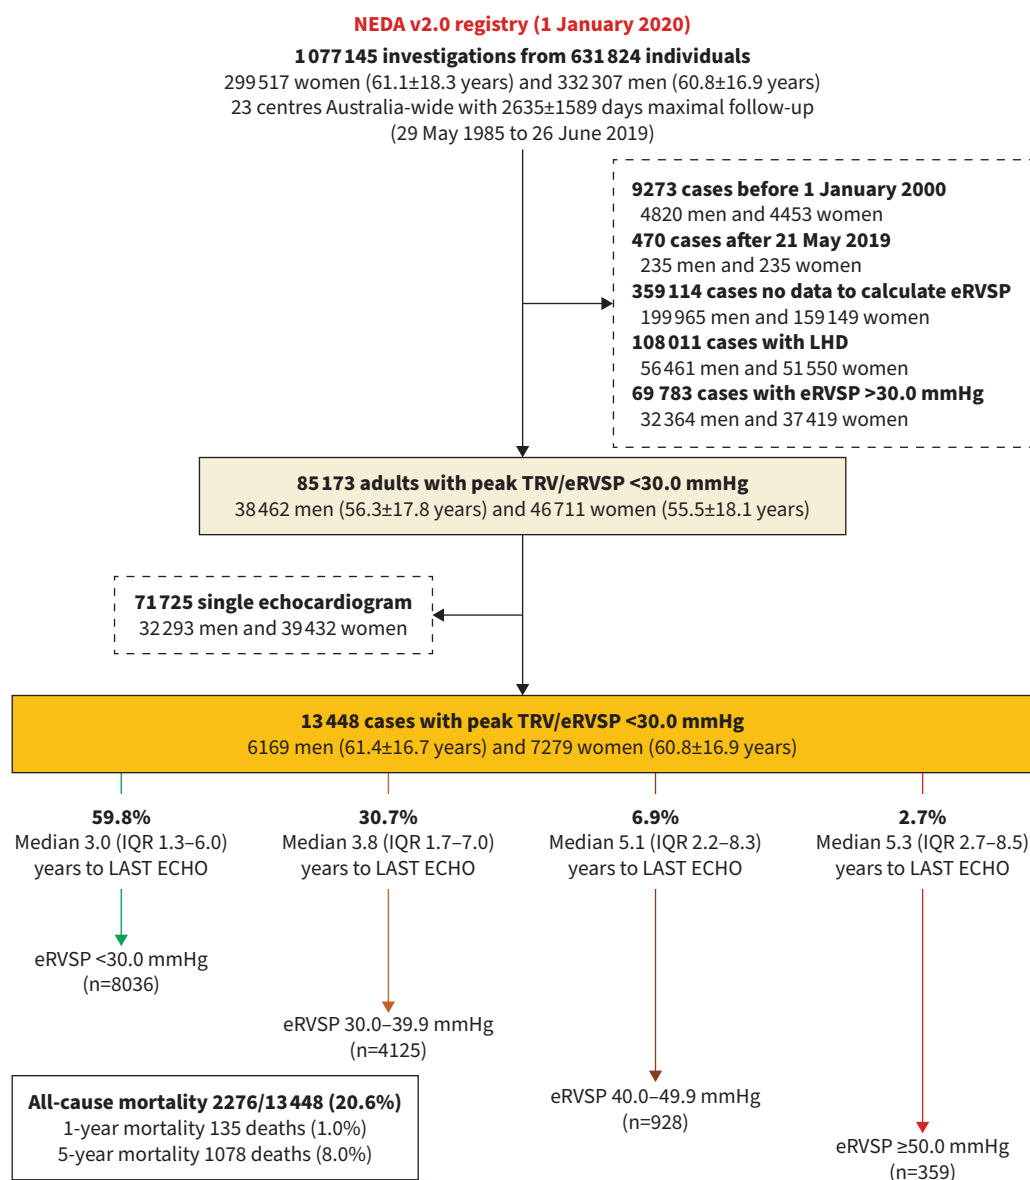 NEDA v2.0 registry (1 January 2020)
1 077 145 investigations from 631 824 individuals
299 517 women (61.1±18.3 years) and 332 307 men (60.8±16.9 years)
23 centres Australia-wide with 2635±1589 days maximal follow-up
(29 May 1985 to 26 June 2019)
9273 cases before 1 January 2000
4820 men and 4453 women
470 cases after 21 May 2019
235 men and 235 women
359 114 cases no data to calculate eRVSP
199 965 men and 159 149 women
108 011 cases with LHD
56 461 men and 51 550 women
69 783 cases with eRVSP >30.0 mmHg
32 364 men and 37 419 women
85 173 adults with peak TRV/eRVSP <30.0 mmHg
38 462 men (56.3±17.8 years) and 46 711 women (55.5±18.1 years)
71 725 single echocardiogram
32 293 men and 39 432 women
13 448 cases with peak TRV/eRVSP <30.0 mmHg
6169 men (61.4±16.7 years) and 7279 women (60.8±16.9 years)
59.8%
Median 3.0 (IQR 1.3–6.0)
years to LAST ECHO
30.7%
Median 3.8 (IQR 1.7–7.0)
years to LAST ECHO
6.9%
Median 5.1 (IQR 2.2–8.3)
years to LAST ECHO
2.7%
Median 5.3 (IQR 2.7–8.5)
years to LAST ECHO
eRVSP <30.0 mmHg
(n=8036)
eRVSP 30.0–39.9 mmHg
(n=4125)
eRVSP 40.0–49.9 mmHg
(n=928)
eRVSP ≥50.0 mmHg
(n=359)
All-cause mortality 2276/13 448 (20.6%)
1-year mortality 135 deaths (1.0%)
5-year mortality 1078 deaths (8.0%)